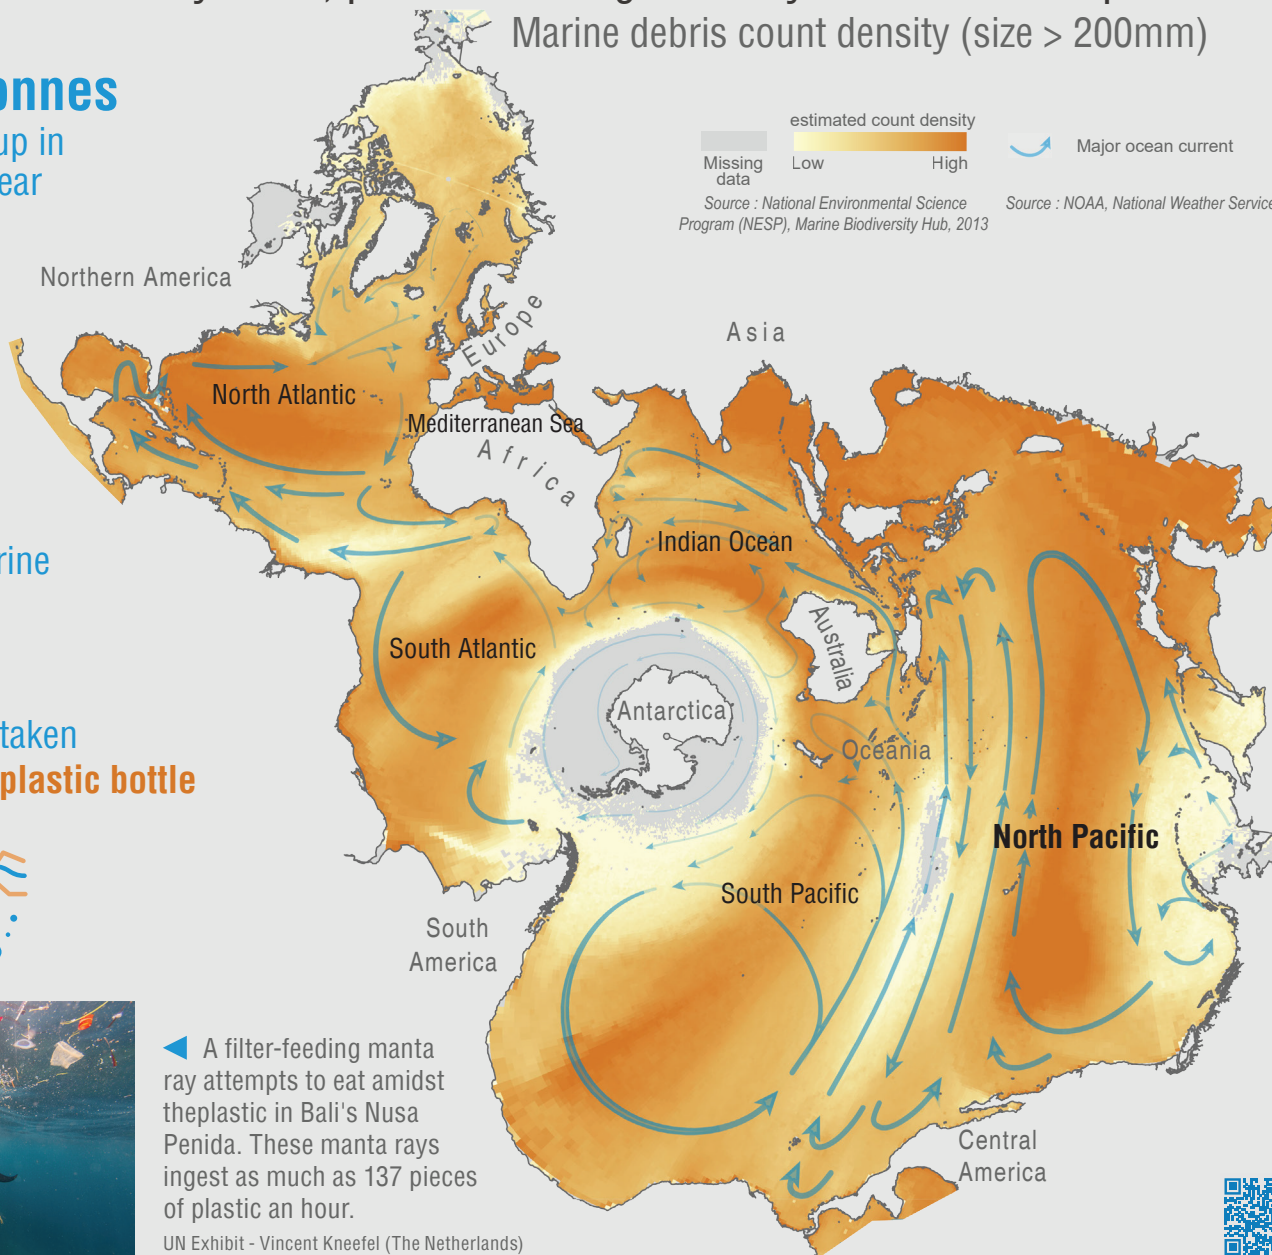 Marine debris count density (size > 200mm)
onnes
up in
ear
estimated count density
Missing
data
Low
High
Major ocean current
Source : National Environmental Science
Program (NESP), Marine Biodiversity Hub, 2013
Source : NOAA, National Weather Service
Northern America
Europe
Asia
North Atlantic
Mediterranean Sea
Africa
Indian Ocean
rine
Australia
South Atlantic
Antarctica
taken
plastic bottle
Oceania
North Pacific
South Pacific
South
America
A filter-feeding manta
ray attempts to eat amidst
theplastic in Bali's Nusa
Penida. These manta rays
ingest as much as 137 pieces
of plastic an hour.
UN Exhibit - Vincent Kneefel (The Netherlands)
Central
America